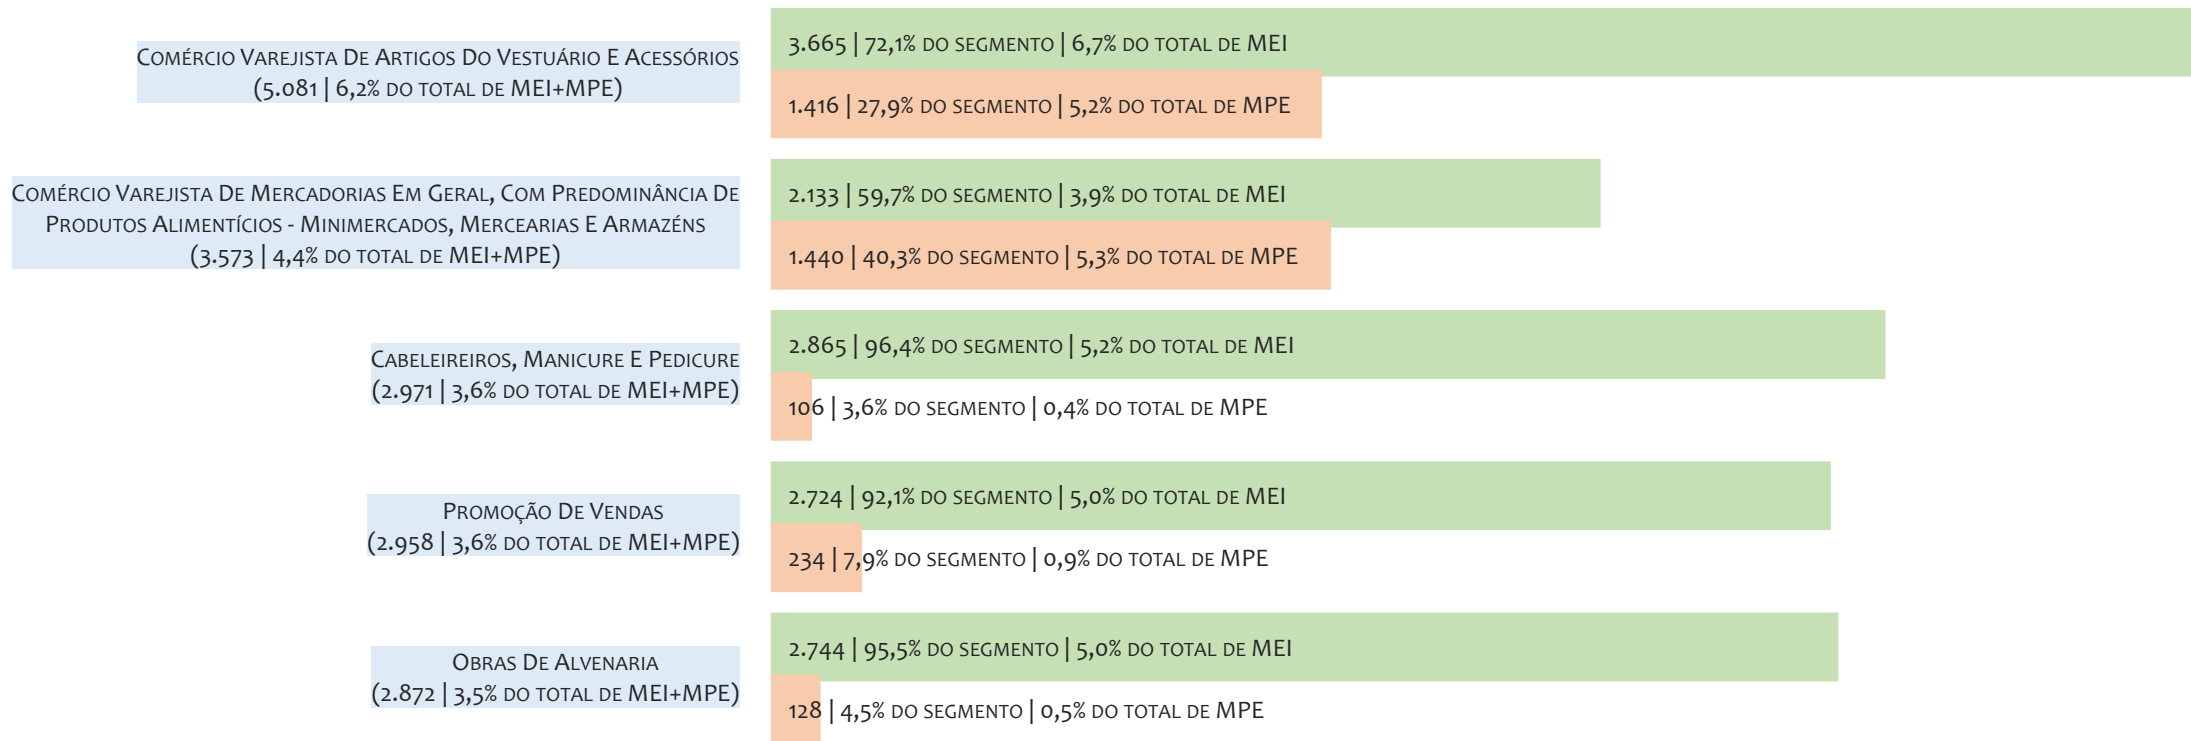 Comércio Varejista De Artigos Do Vestuário E Acessórios
(5.081 | 6,2% do total de MEI+MPE)
3.665 | 72,1% do segmento | 6,7% do total de MEI
1.416 | 27,9% do segmento | 5,2% do total de MPE
Comércio Varejista De Mercadorias Em Geral, Com Predominância De
Produtos Alimentícios - Minimercados, Mercearias E Armazéns
(3.573 | 4,4% do total de MEI+MPE)
2.133 | 59,7% do segmento | 3,9% do total de MEI
1.440 | 40,3% do segmento | 5,3% do total de MPE
Cabeleireiros, Manicure E Pedicure
(2.971 | 3,6% do total de MEI+MPE)
2.865 | 96,4% do segmento | 5,2% do total de MEI
106 | 3,6% do segmento | 0,4% do total de MPE
Promoção De Vendas
(2.958 | 3,6% do total de MEI+MPE)
2.724 | 92,1% do segmento | 5,0% do total de MEI
234 | 7,9% do segmento | 0,9% do total de MPE
Obras De Alvenaria
(2.872 | 3,5% do total de MEI+MPE)
2.744 | 95,5% do segmento | 5,0% do total de MEI
128 | 4,5% do segmento | 0,5% do total de MPE